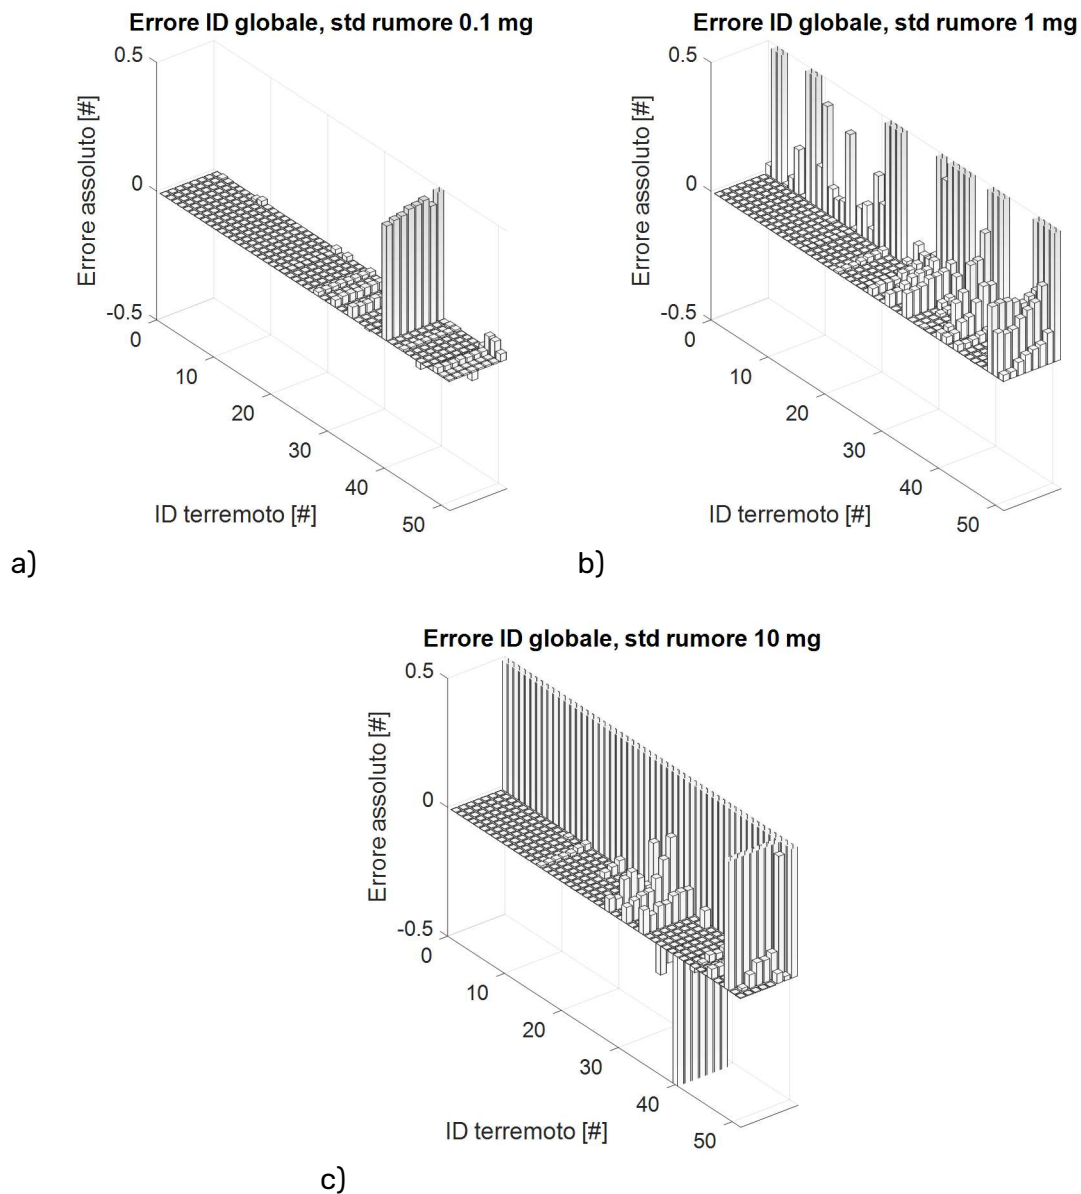 Errore ID globale, std rumore 0.1 mg
Errore assoluto [#]
0.5
0
-0.5
0
10
20
30
40
50
ID terremoto [#]
a)
Errore ID globale, std rumore 1 mg
Errore assoluto [#]
0.5
0
-0.5
0
10
20
30
40
50
ID terremoto [#]
b)
Errore ID globale, std rumore 10 mg
Errore assoluto [#]
0.5
0
-0.5
0
10
20
30
40
50
ID terremoto [#]
c)